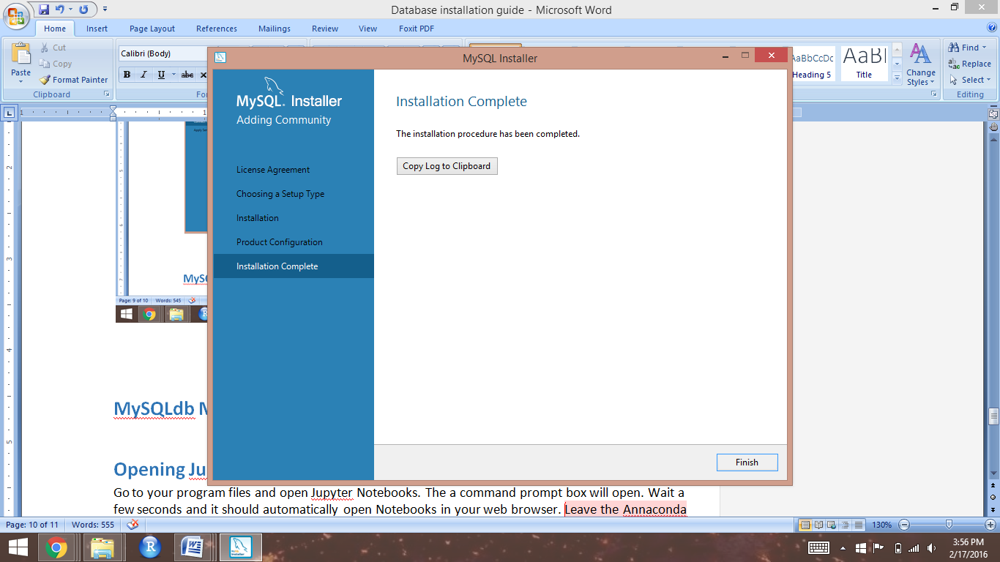 Database installation guide - Microsoft Word
Home Insert Page Layout References Mailings Review View Foxit PDF
Paste
Cut
Copy
Format Painter
Clipboard
Calibri (Body)
B I U abc
AaBbCcDc
Heading 5
AaBl
Title
Change
Styles
Find
Replace
Select
Editing
MySQL Installer
MySQL Installer
Adding Community
License Agreement
Choosing a Setup Type
Installation
Product Configuration
Installation Complete
Installation Complete
The installation procedure has been completed.
Copy Log to Clipboard
Finish
Page: 9 of 10 Words: 545
MySQLdb
Opening Ju
Go to your program files and open Jupyter Notebooks. The a command prompt box will open. Wait a
few seconds and it should automatically open Notebooks in your web browser. Leave the Annaconda
Page: 10 of 11 Words: 555
130%
3:56 PM
2/17/2016